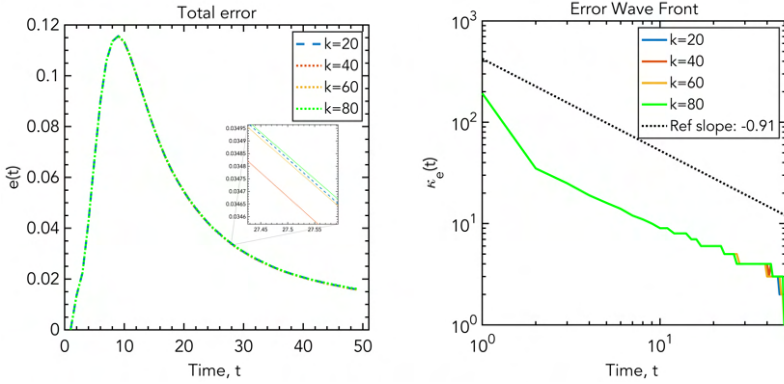 Total error
0.12
0.1
0.08
0.06
0.04
0.02
0
e(t)
k=20
k=40
k=60
k=80
0.03495
0.0349
0.03485
0.0348
0.03475
0.0347
0.03465
0.0346
27.45 27.5 27.55
0 10 20 30 40 50
Time, t
Error Wave Front
10³
10²
10¹
10⁰
κₑ(t)
k=20
k=40
k=60
k=80
Ref slope: -0.91
10⁰ 10¹
Time, t